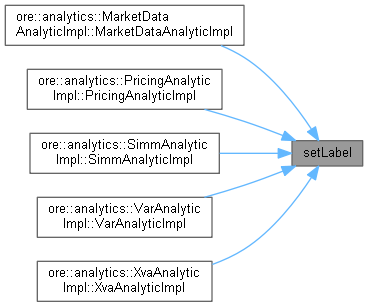 ore::analytics::MarketData
AnalyticImpl::MarketDataAnalyticImpl
ore::analytics::PricingAnalytic
Impl::PricingAnalyticImpl
ore::analytics::SimmAnalytic
Impl::SimmAnalyticImpl
setLabel
ore::analytics::VarAnalytic
Impl::VarAnalyticImpl
ore::analytics::XvaAnalytic
Impl::XvaAnalyticImpl